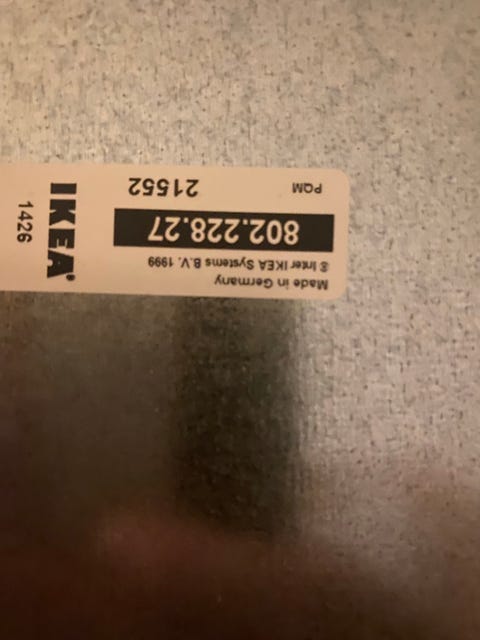 Made in Germany
© Inter IKEA Systems B.V. 1999
802.228.27
PQM 21552
IKEA®
1426